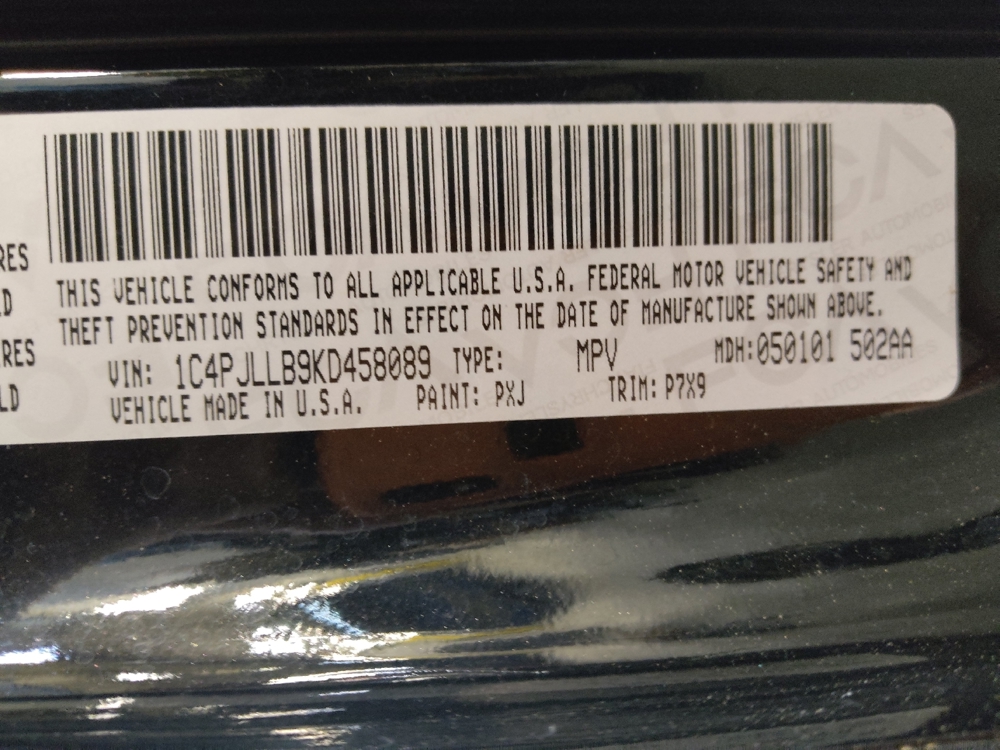 THIS VEHICLE CONFORMS TO ALL APPLICABLE U.S.A. FEDERAL MOTOR VEHICLE SAFETY AND
THEFT PREVENTION STANDARDS IN EFFECT ON THE DATE OF MANUFACTURE SHOWN ABOVE.
VIN: 1C4PJLLB9KD458089 TYPE: MPV MDH:050101 502AA
VEHICLE MADE IN U.S.A. PAINT: PXJ TRIM: P7X9